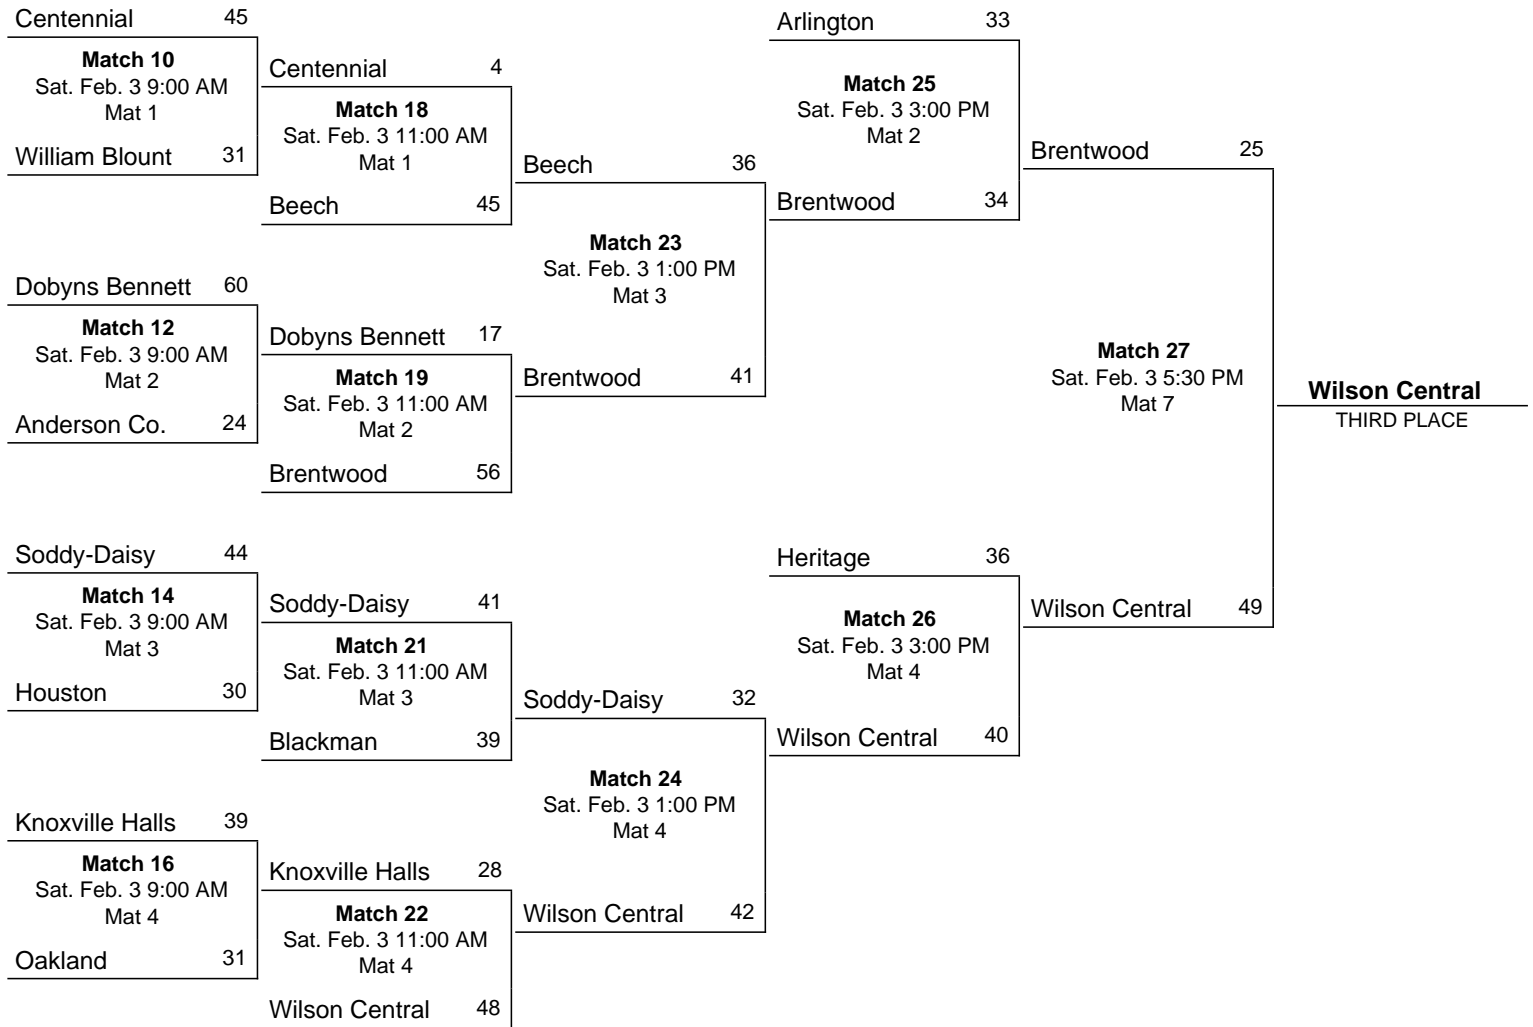 Centennial 45
Match 10
Sat. Feb. 3 9:00 AM
Mat 1
William Blount 31
Dobyns Bennett 60
Match 12
Sat. Feb. 3 9:00 AM
Mat 2
Anderson Co. 24
Soddy-Daisy 44
Match 14
Sat. Feb. 3 9:00 AM
Mat 3
Houston 30
Knoxville Halls 39
Match 16
Sat. Feb. 3 9:00 AM
Mat 4
Oakland 31
Centennial 4
Match 18
Sat. Feb. 3 11:00 AM
Mat 1
Beech 45
Dobyns Bennett 17
Match 19
Sat. Feb. 3 11:00 AM
Mat 2
Brentwood 56
Soddy-Daisy 41
Match 21
Sat. Feb. 3 11:00 AM
Mat 3
Blackman 39
Knoxville Halls 28
Match 22
Sat. Feb. 3 11:00 AM
Mat 4
Wilson Central 48
Beech 36
Match 23
Sat. Feb. 3 1:00 PM
Mat 3
Brentwood 41
Soddy-Daisy 32
Match 24
Sat. Feb. 3 1:00 PM
Mat 4
Wilson Central 42
Arlington 33
Match 25
Sat. Feb. 3 3:00 PM
Mat 2
Brentwood 34
Heritage 36
Match 26
Sat. Feb. 3 3:00 PM
Mat 4
Wilson Central 40
Brentwood 25
Match 27
Sat. Feb. 3 5:30 PM
Mat 7
Wilson Central 49
Wilson Central
THIRD PLACE